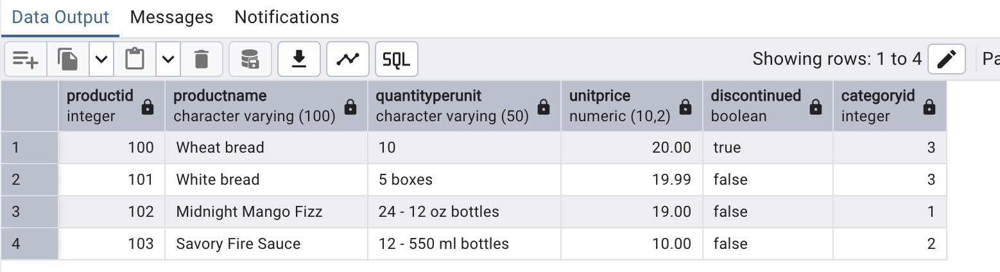 Data Output Messages Notifications
SQL Showing rows: 1 to 4 Pa
productid productname quantityperunit unitprice discontinued categoryid
integer character varying (100) character varying (50) numeric (10,2) boolean integer
1 100 Wheat bread 10 20.00 true 3
2 101 White bread 5 boxes 19.99 false 3
3 102 Midnight Mango Fizz 24 - 12 oz bottles 19.00 false 1
4 103 Savory Fire Sauce 12 - 550 ml bottles 10.00 false 2